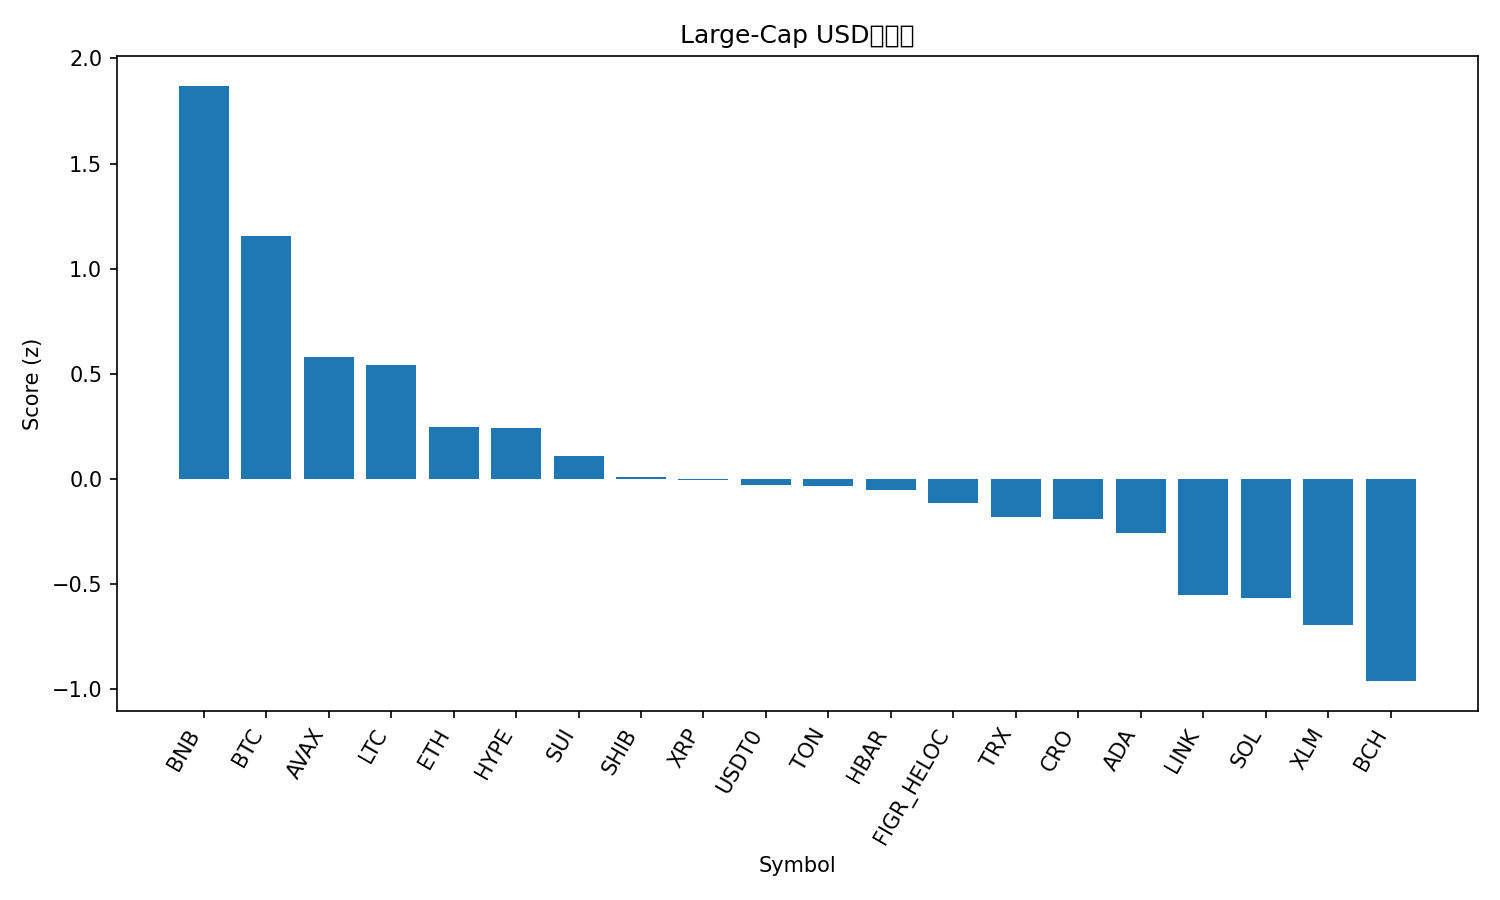 Large-Cap USD
2.0
1.5
1.0
0.5
0.0
−0.5
−1.0
Score (z)
BNB
BTC
AVAX
LTC
ETH
HYPE
SUI
SHIB
XRP
USDT0
TON
HBAR
FIGR_HELOC
TRX
CRO
ADA
LINK
SOL
XLM
BCH
Symbol